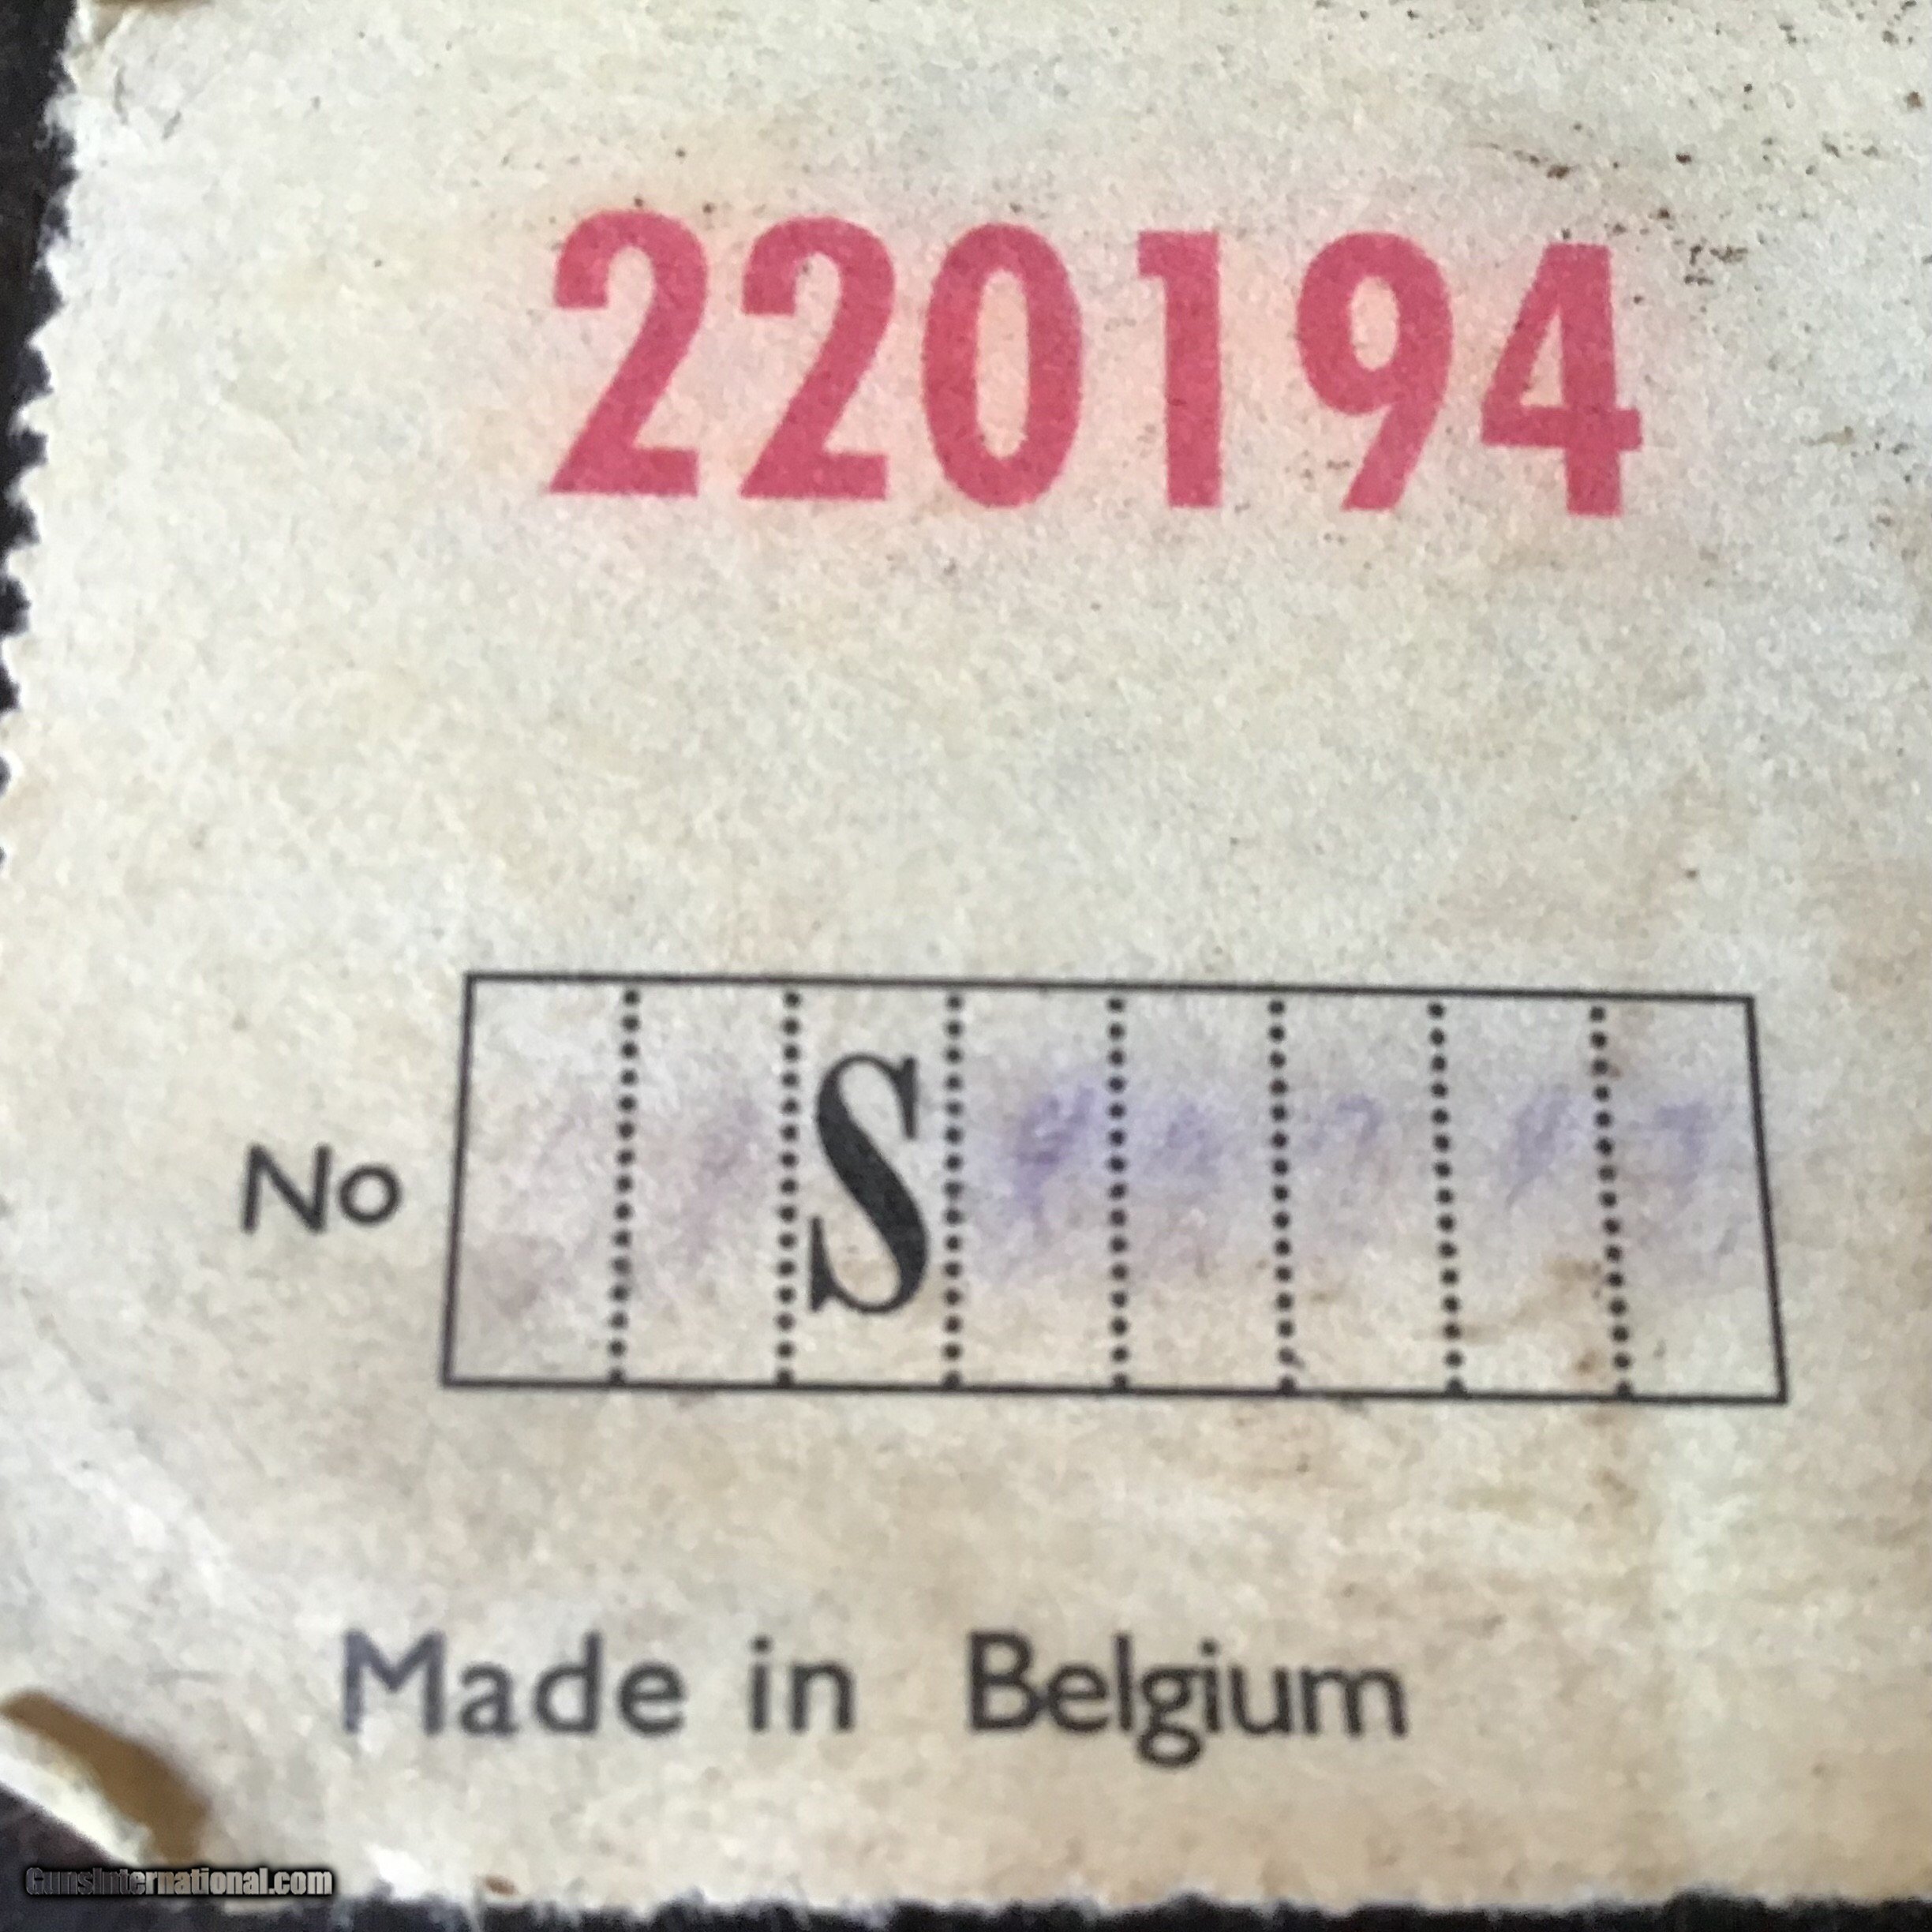 220194
No S
Made in Belgium
GunsInternational.com